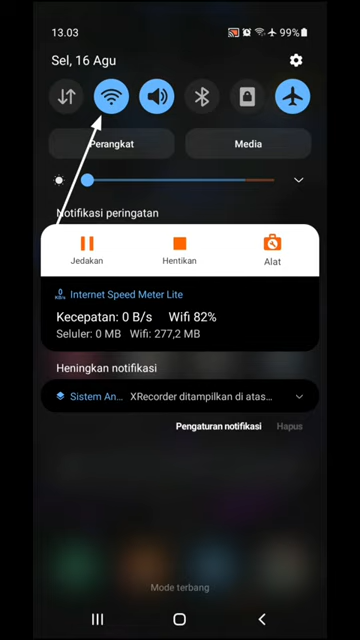 13.03
99%
Sel, 16 Agu
Perangkat
Media
Notifikasi peringatan
Jedakan
Hentikan
Alat
0 KB/s
Internet Speed Meter Lite
Kecepatan: 0 B/s Wifi 82%
Seluler: 0 MB Wifi: 277,2 MB
Heningkan notifikasi
Sistem An... XRecorder ditampilkan di atas...
Pengaturan notifikasi
Hapus
Mode terbang